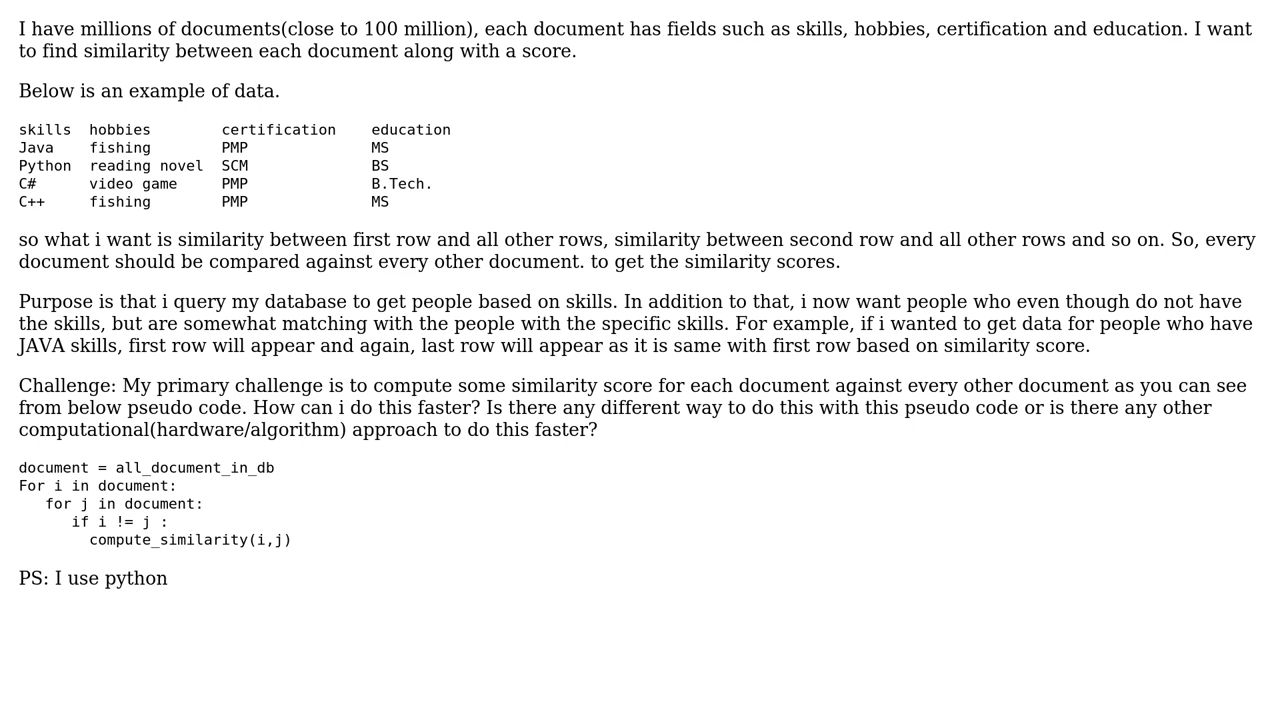 I have millions of documents(close to 100 million), each document has fields such as skills, hobbies, certification and education. I want
to find similarity between each document along with a score.
Below is an example of data.
skills  hobbies        certification    education
Java    fishing        PMP              MS
Python  reading novel  SCM              BS
C#      video game     PMP              B.Tech.
C++     fishing        PMP              MS
so what i want is similarity between first row and all other rows, similarity between second row and all other rows and so on. So, every
document should be compared against every other document. to get the similarity scores.
Purpose is that i query my database to get people based on skills. In addition to that, i now want people who even though do not have
the skills, but are somewhat matching with the people with the specific skills. For example, if i wanted to get data for people who have
JAVA skills, first row will appear and again, last row will appear as it is same with first row based on similarity score.
Challenge: My primary challenge is to compute some similarity score for each document against every other document as you can see
from below pseudo code. How can i do this faster? Is there any different way to do this with this pseudo code or is there any other
computational(hardware/algorithm) approach to do this faster?
document = all_document_in_db
For i in document:
   for j in document:
      if i != j :
        compute_similarity(i,j)
PS: I use python